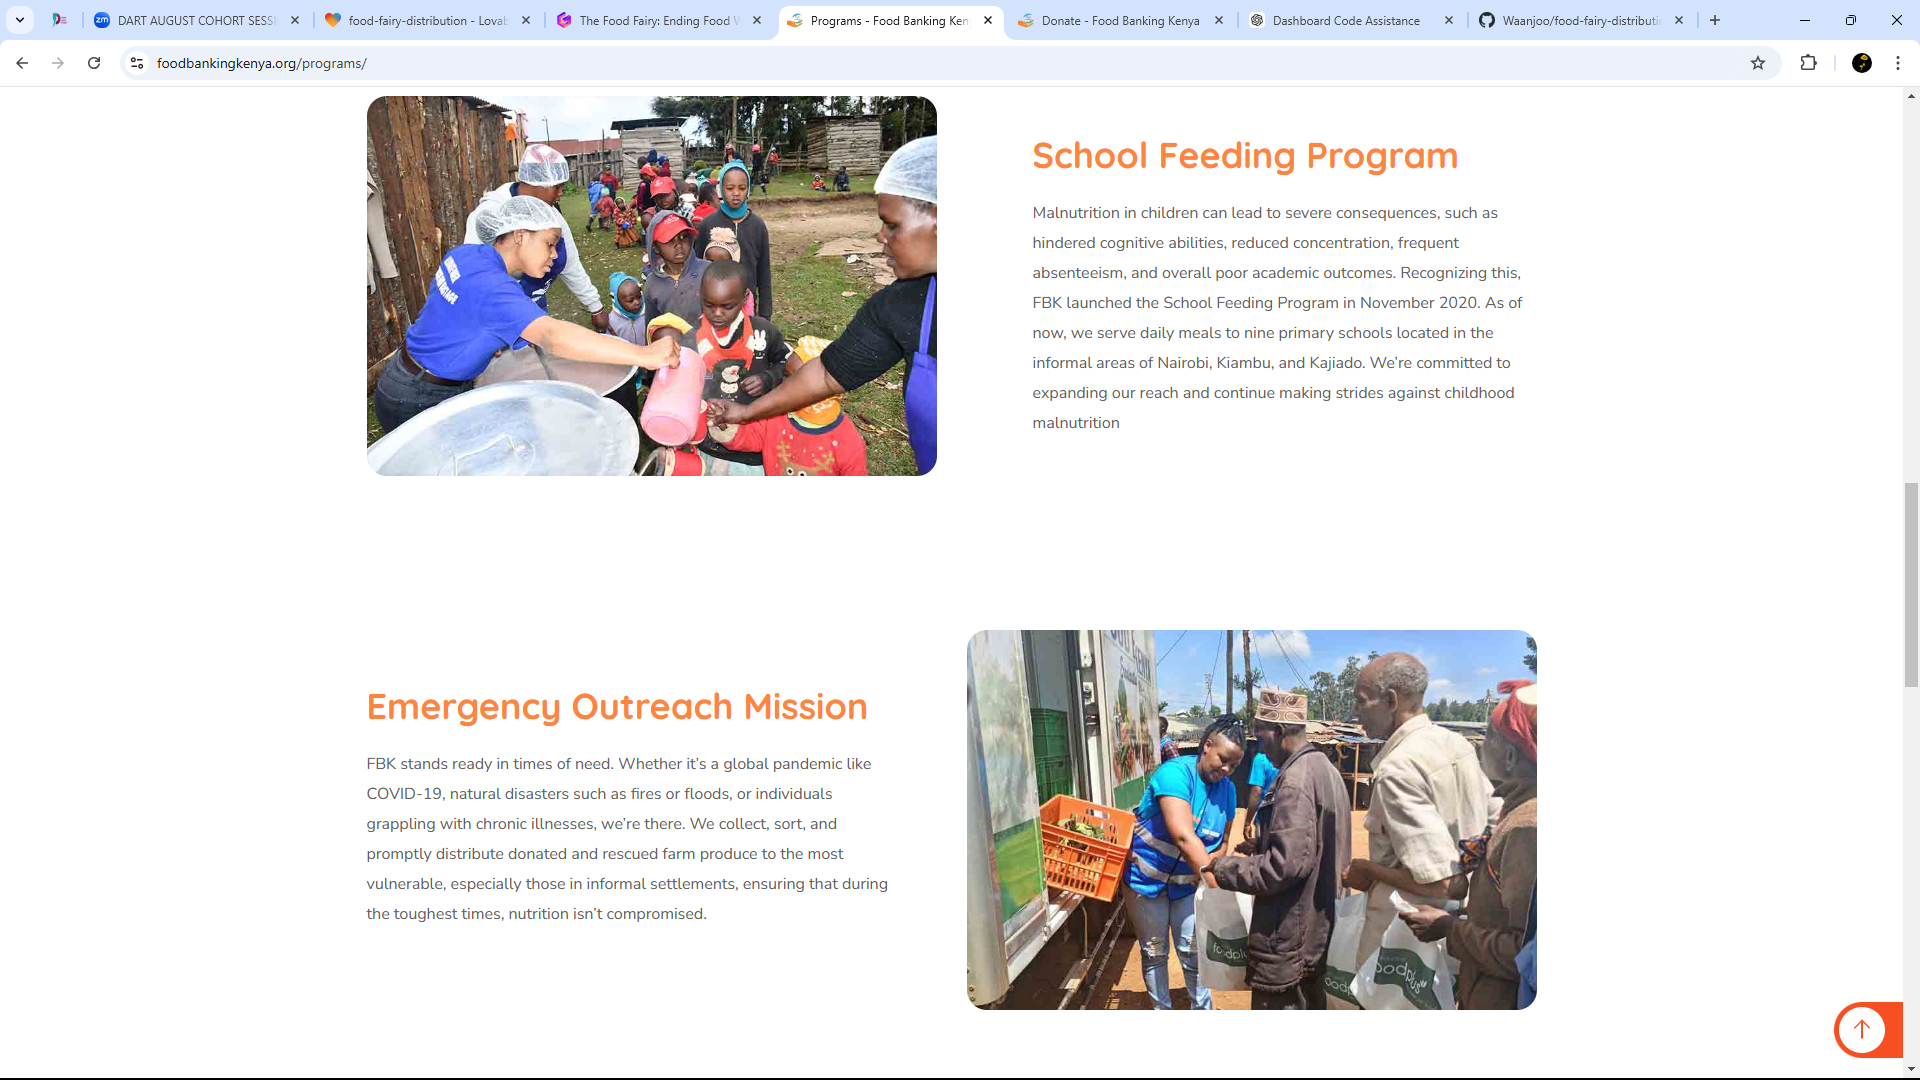 DART AUGUST COHORT SESSI
food-fairy-distribution - Lovab
The Food Fairy: Ending Food W
Programs - Food Banking Ken
Donate - Food Banking Kenya
Dashboard Code Assistance
Waanjoo/food-fairy-distributi
foodbankingkenya.org/programs/
School Feeding Program
Malnutrition in children can lead to severe consequences, such as
hindered cognitive abilities, reduced concentration, frequent
absenteeism, and overall poor academic outcomes. Recognizing this,
FBK launched the School Feeding Program in November 2020. As of
now, we serve daily meals to nine primary schools located in the
informal areas of Nairobi, Kiambu, and Kajiado. We’re committed to
expanding our reach and continue making strides against childhood
malnutrition
Emergency Outreach Mission
FBK stands ready in times of need. Whether it’s a global pandemic like
COVID-19, natural disasters such as fires or floods, or individuals
grappling with chronic illnesses, we’re there. We collect, sort, and
promptly distribute donated and rescued farm produce to the most
vulnerable, especially those in informal settlements, ensuring that during
the toughest times, nutrition isn’t compromised.